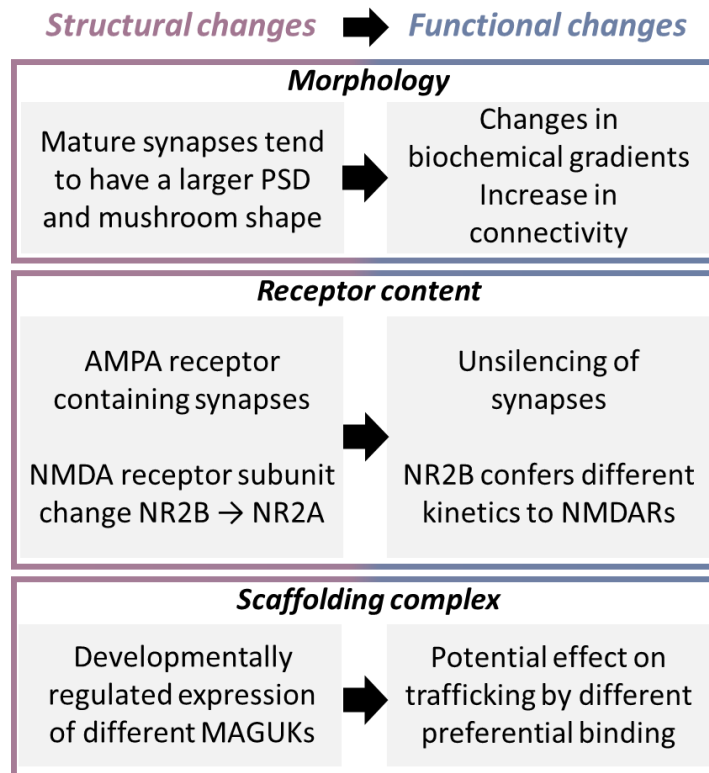 Structural changes Functional changes
Morphology
Mature synapses tend
to have a larger PSD
and mushroom shape
Changes in
biochemical gradients
Increase in
connectivity
Receptor content
AMPA receptor
containing synapses
NMDA receptor subunit
change NR2B → NR2A
Unsilencing of
synapses
NR2B confers different
kinetics to NMDARs
Scaffolding complex
Developmentally
regulated expression
of different MAGUKs
Potential effect on
trafficking by different
preferential binding